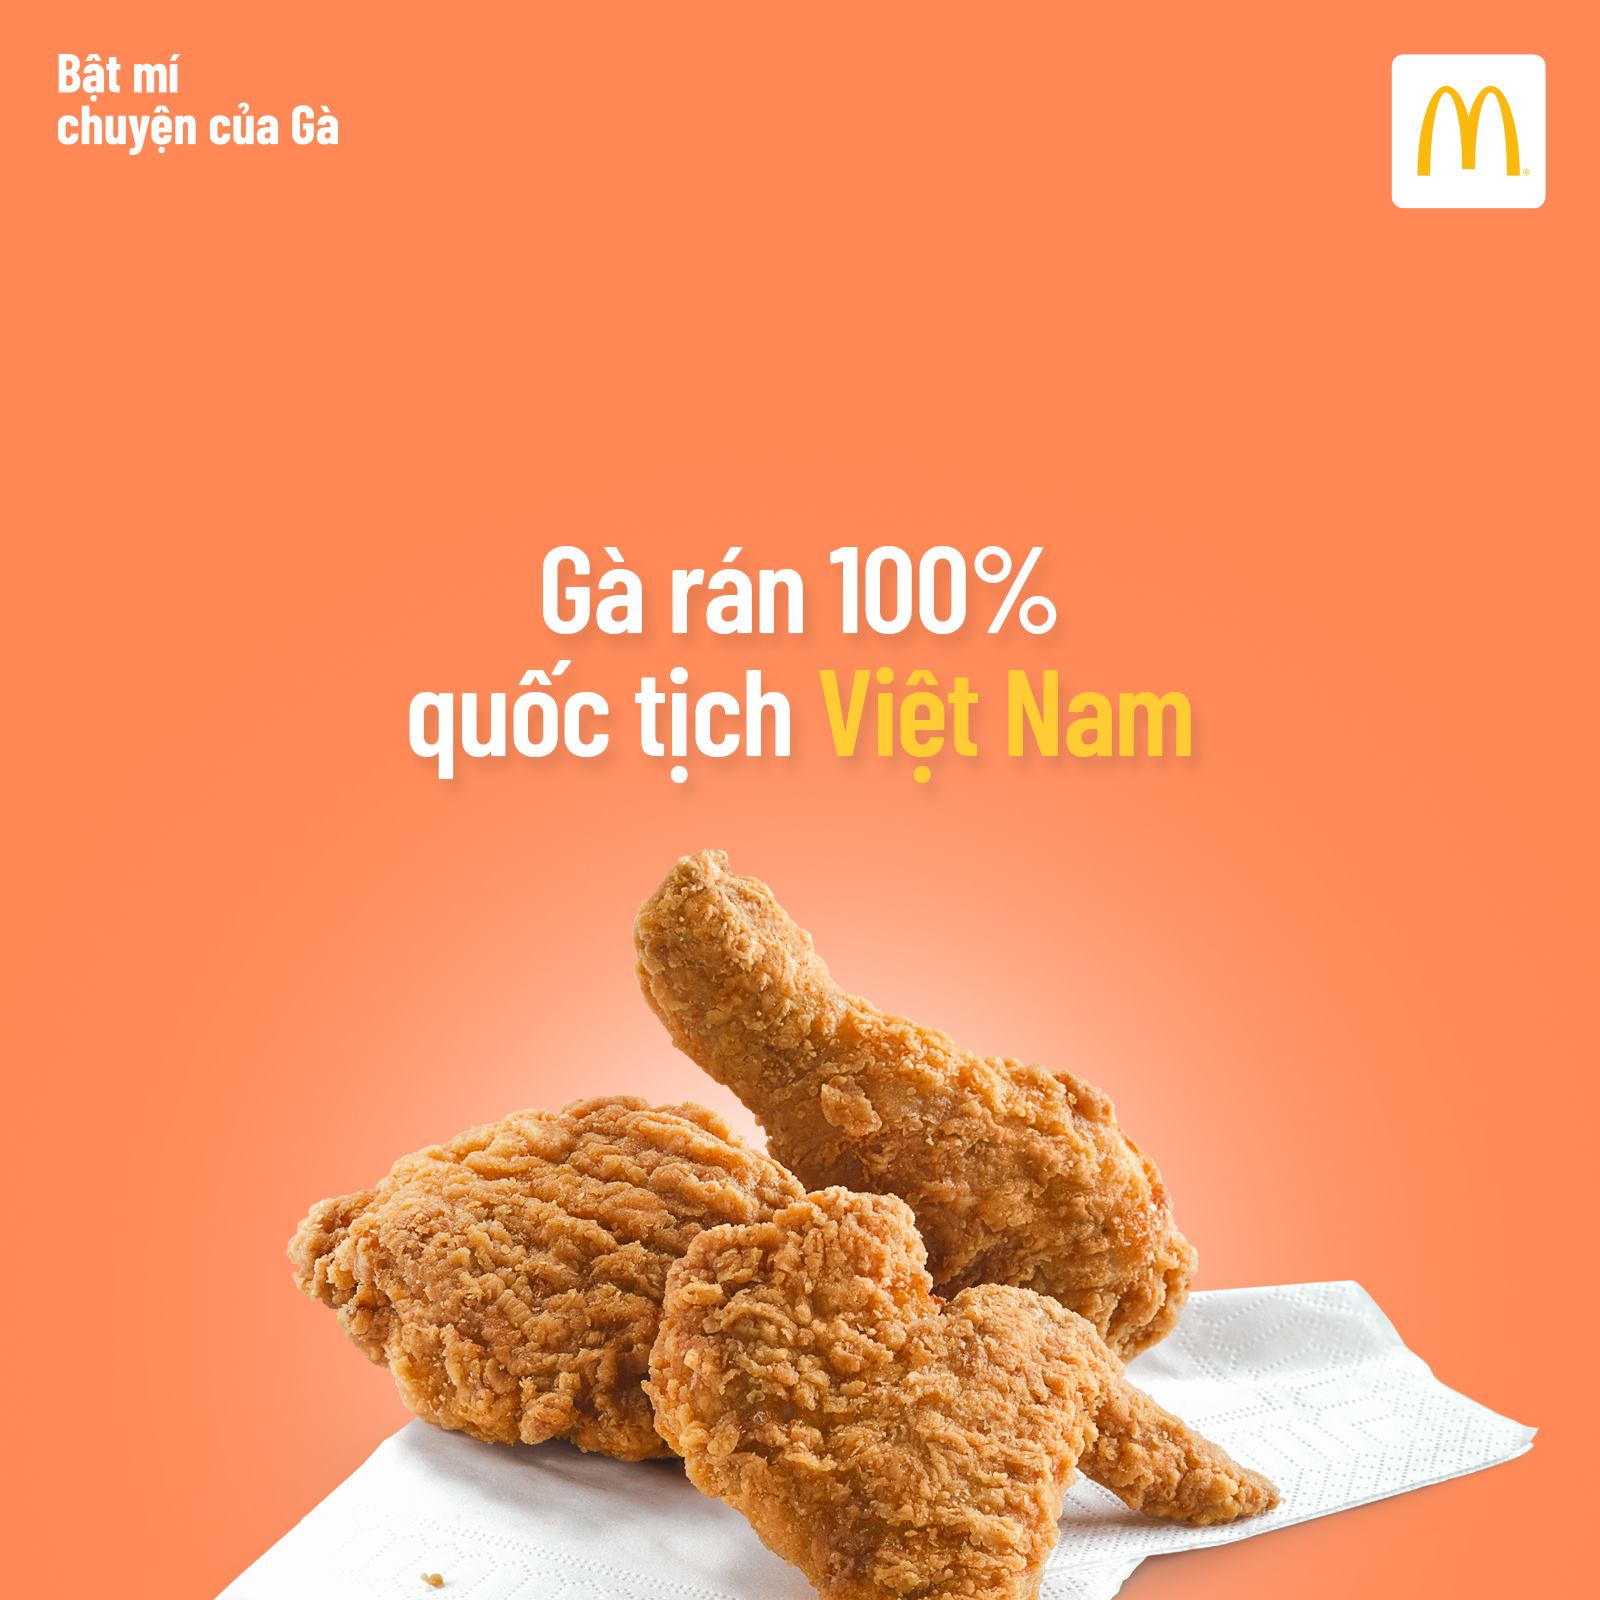 Bật mí
chuyện của Gà
Gà rán 100%
quốc tịch Việt Nam